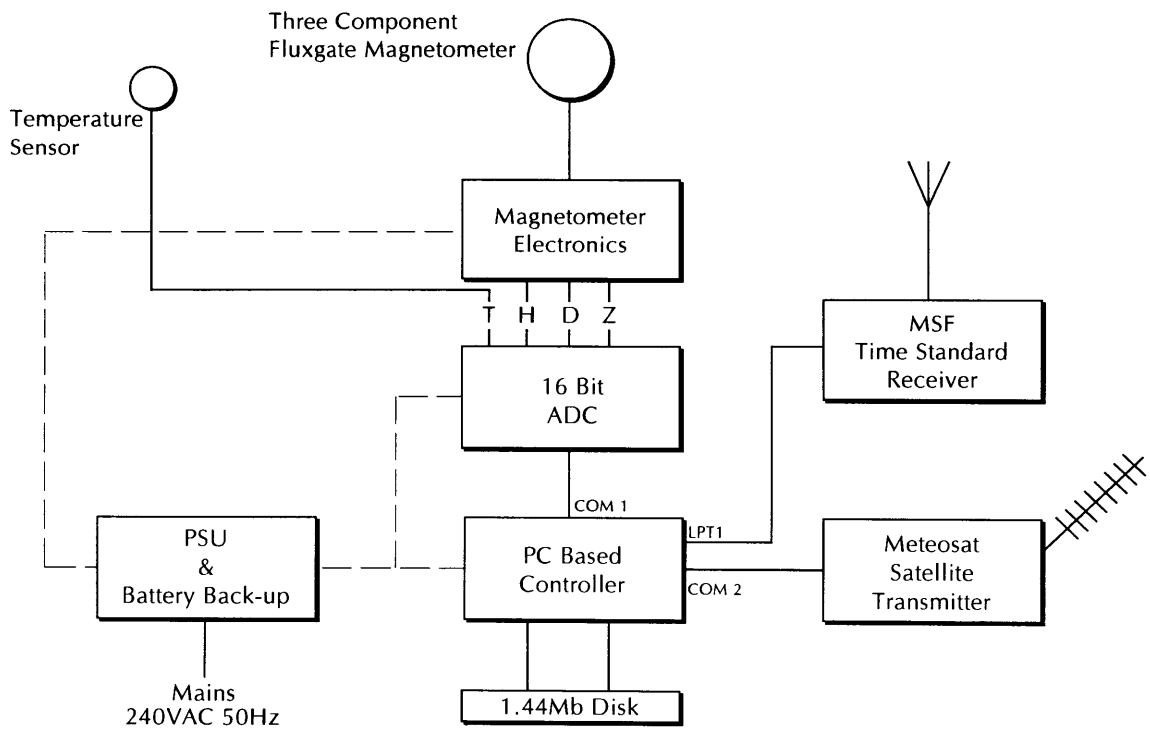 Three Component
Fluxgate Magnetometer
Temperature
Sensor
Magnetometer
Electronics
T H D Z
MSF
Time Standard
Receiver
16 Bit
ADC
COM 1
LPT1
PSU
&
Battery Back-up
PC Based
Controller
COM 2
Meteosat
Satellite
Transmitter
Mains
240VAC 50Hz
1.44Mb Disk